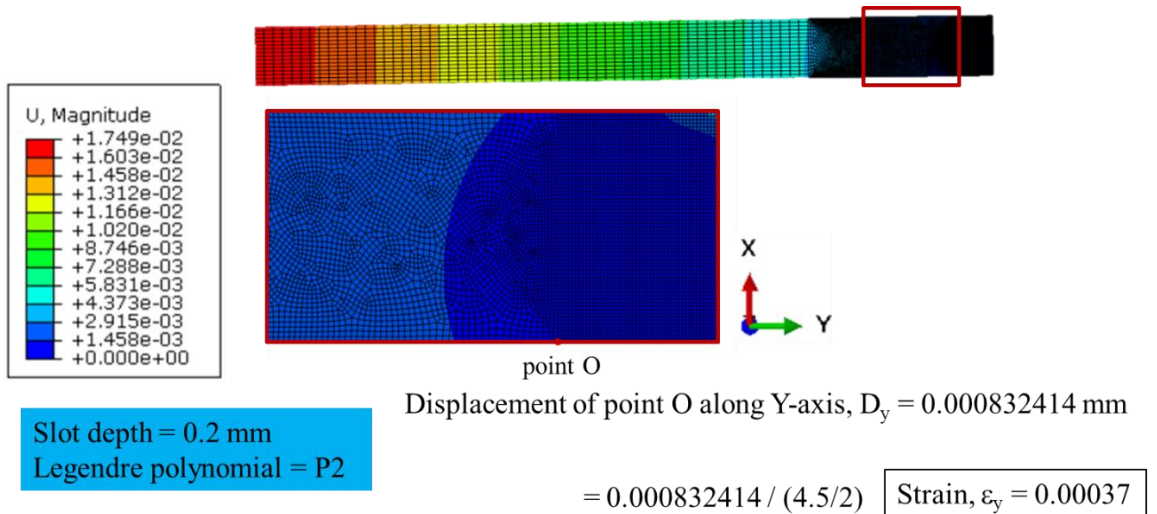 U, Magnitude
+1.749e-02
+1.603e-02
+1.458e-02
+1.312e-02
+1.166e-02
+1.020e-02
+8.746e-03
+7.288e-03
+5.831e-03
+4.373e-03
+2.915e-03
+1.458e-03
+0.000e+00
X
Y
point O
Displacement of point O along Y-axis, Dy = 0.000832414 mm
Slot depth = 0.2 mm
Legendre polynomial = P2
= 0.000832414 / (4.5/2)
Strain, εy = 0.00037